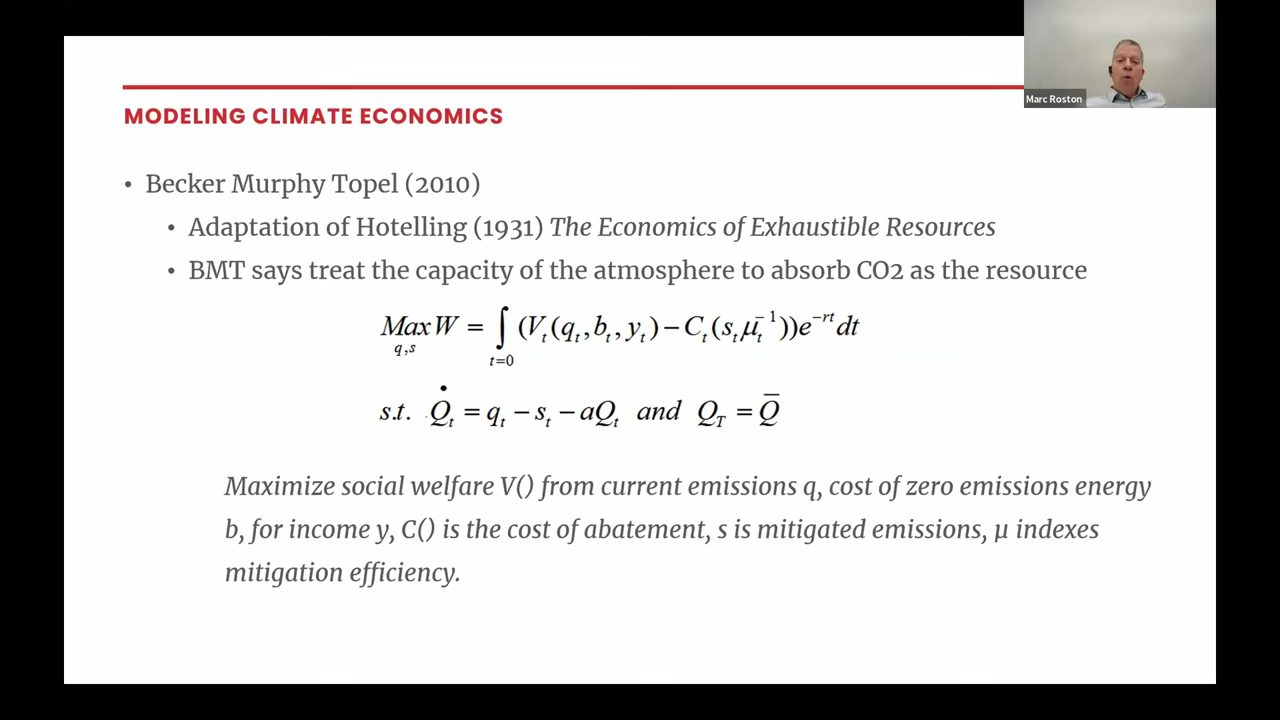 Marc Roston
MODELING CLIMATE ECONOMICS
• Becker Murphy Topel (2010)
• Adaptation of Hotelling (1931) The Economics of Exhaustible Resources
• BMT says treat the capacity of the atmosphere to absorb CO2 as the resource
Max W = ∫ (V_t(q_t, b_t, y_t) − C_t(s_t μ_t^{-1}))e^{-rt} dt
q,s t=0
s.t. Q̇_t = q_t − s_t − aQ_t and Q_T = Q̄
Maximize social welfare V() from current emissions q, cost of zero emissions energy
b, for income y, C() is the cost of abatement, s is mitigated emissions, μ indexes
mitigation efficiency.